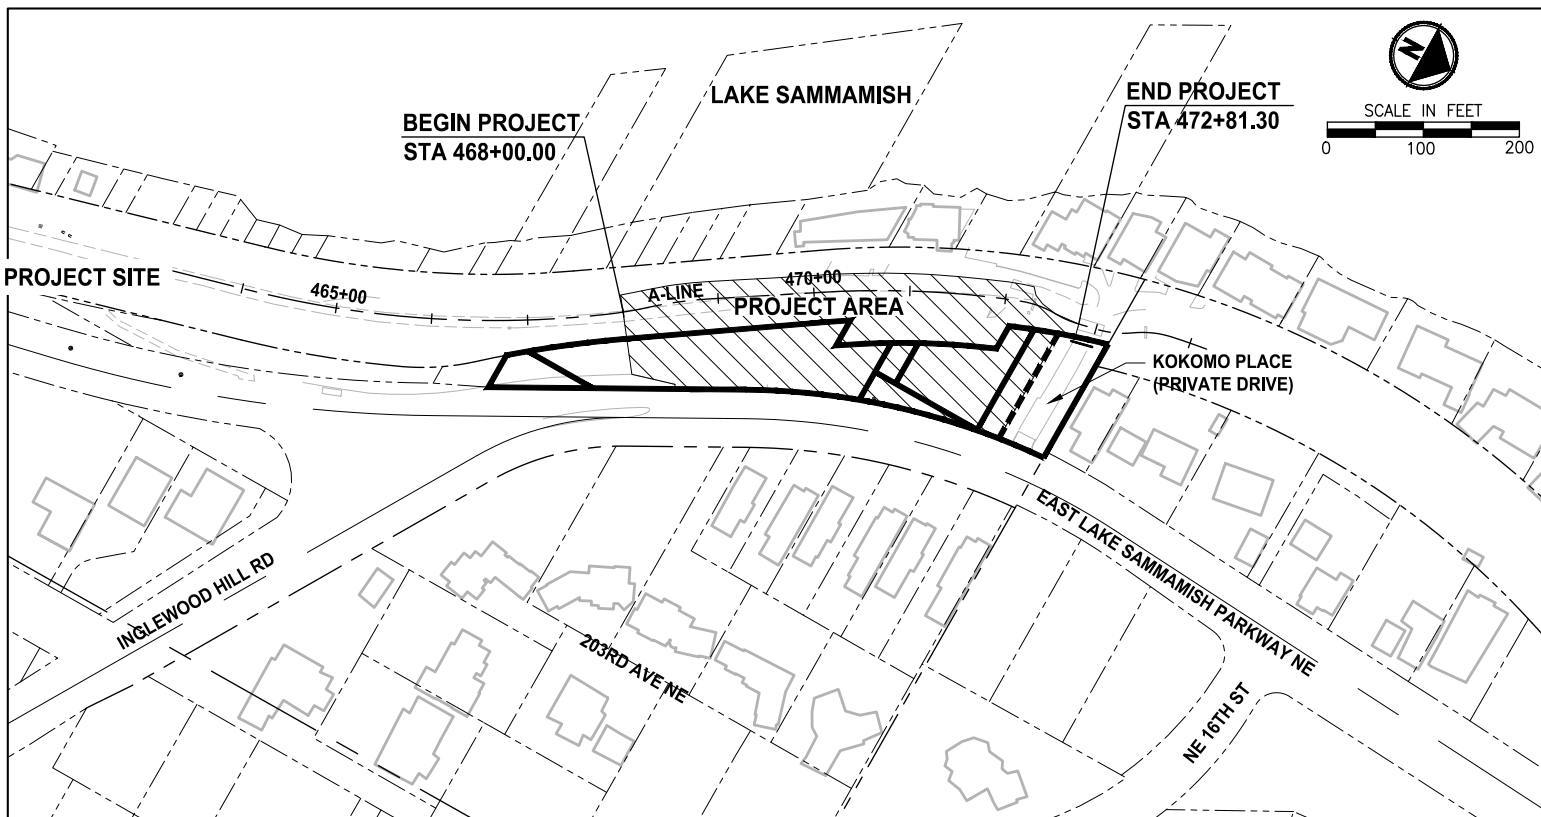 LAKE SAMMAMISH
END PROJECT
STA 472+81.30
N
SCALE IN FEET
0 100 200
BEGIN PROJECT
STA 468+00.00
PROJECT SITE
465+00
A-LINE
470+00
PROJECT AREA
KOKOMO PLACE
(PRIVATE DRIVE)
INGLEWOOD HILL RD
203RD AVE NE
EAST LAKE SAMMAMISH PARKWAY NE
NE 16TH ST